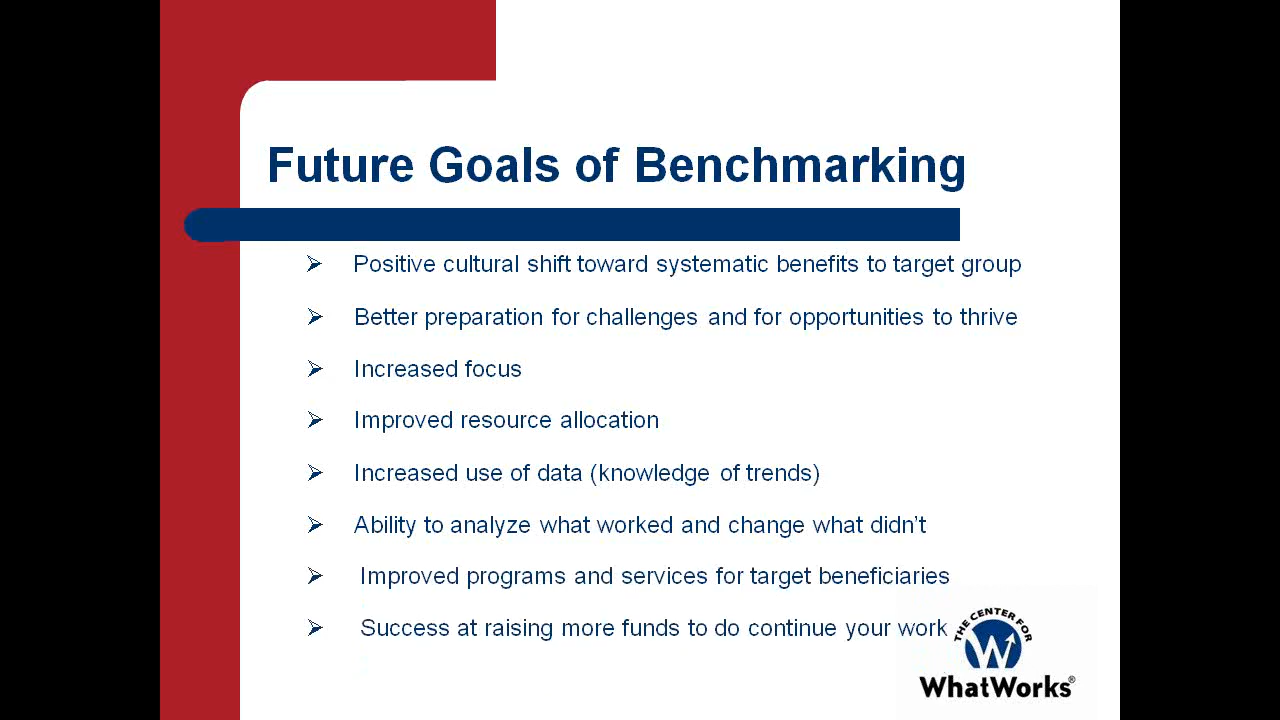 Future Goals of Benchmarking
Positive cultural shift toward systematic benefits to target group
Better preparation for challenges and for opportunities to thrive
Increased focus
Improved resource allocation
Increased use of data (knowledge of trends)
Ability to analyze what worked and change what didn’t
Improved programs and services for target beneficiaries
Success at raising more funds to do continue your work
THE CENTER FOR
W
WhatWorks®